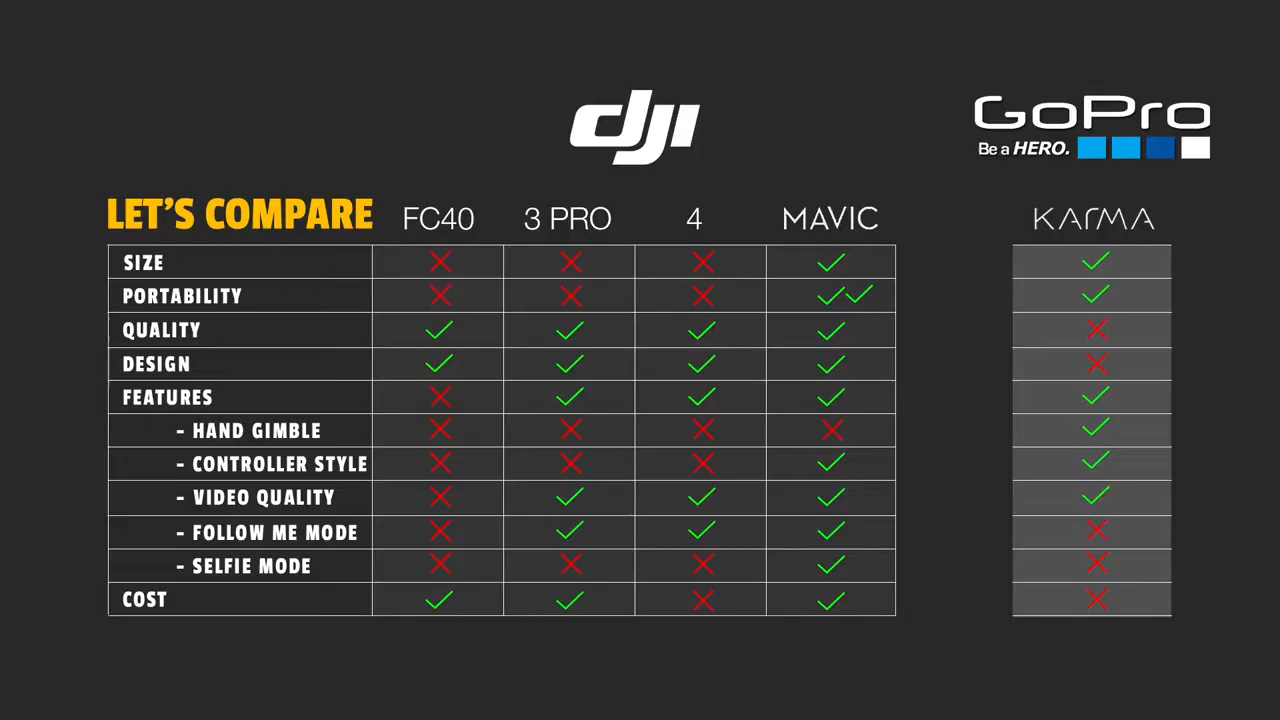 dji
GoPro
Be a HERO.
LET'S COMPARE FC40 3 PRO 4 MAVIC KARMA
SIZE
PORTABILITY
QUALITY
DESIGN
FEATURES
- HAND GIMBLE
- CONTROLLER STYLE
- VIDEO QUALITY
- FOLLOW ME MODE
- SELFIE MODE
COST